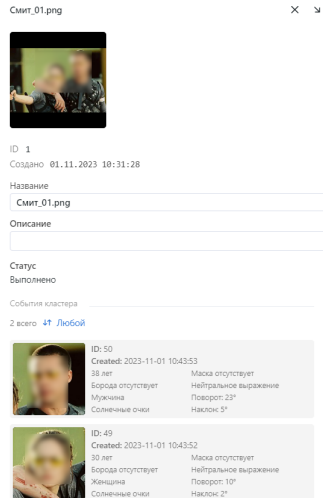 Смит_01.png
ID 1
Создано 01.11.2023 10:31:28
Название
Смит_01.png
Описание
Статус
Выполнено
События кластера
2 всего Любой
ID: 50
Created: 2023-11-01 10:43:53
38 лет Маска отсутствует
Борода отсутствует Нейтральное выражение
Мужчина Поворот: 23°
Солнечные очки Наклон: 5°
ID: 49
Created: 2023-11-01 10:43:52
30 лет Маска отсутствует
Борода отсутствует Нейтральное выражение
Женщина Поворот: 10°
Солнечные очки Наклон: 2°